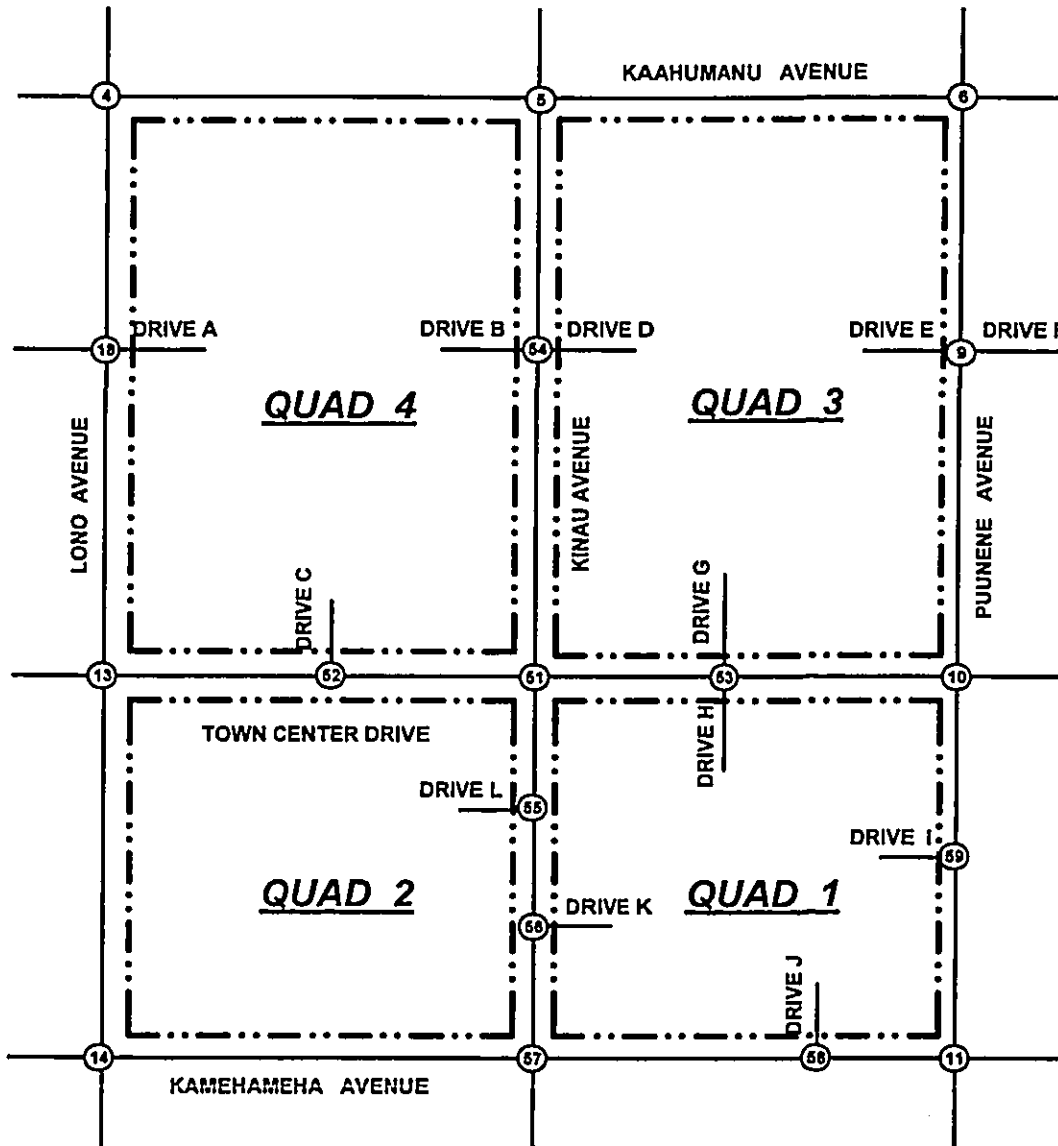 KAAHUMANU AVENUE
4
5
6
DRIVE A
DRIVE B
DRIVE D
DRIVE E
18
54
9
QUAD 4
QUAD 3
LONO AVENUE
KINAU AVENUE
PUUNENE AVENUE
DRIVE C
DRIVE G
13
52
51
53
10
TOWN CENTER DRIVE
DRIVE H
DRIVE L
55
DRIVE I
59
QUAD 2
QUAD 1
56
DRIVE K
DRIVE J
14
57
58
11
KAMEHAMEHA AVENUE